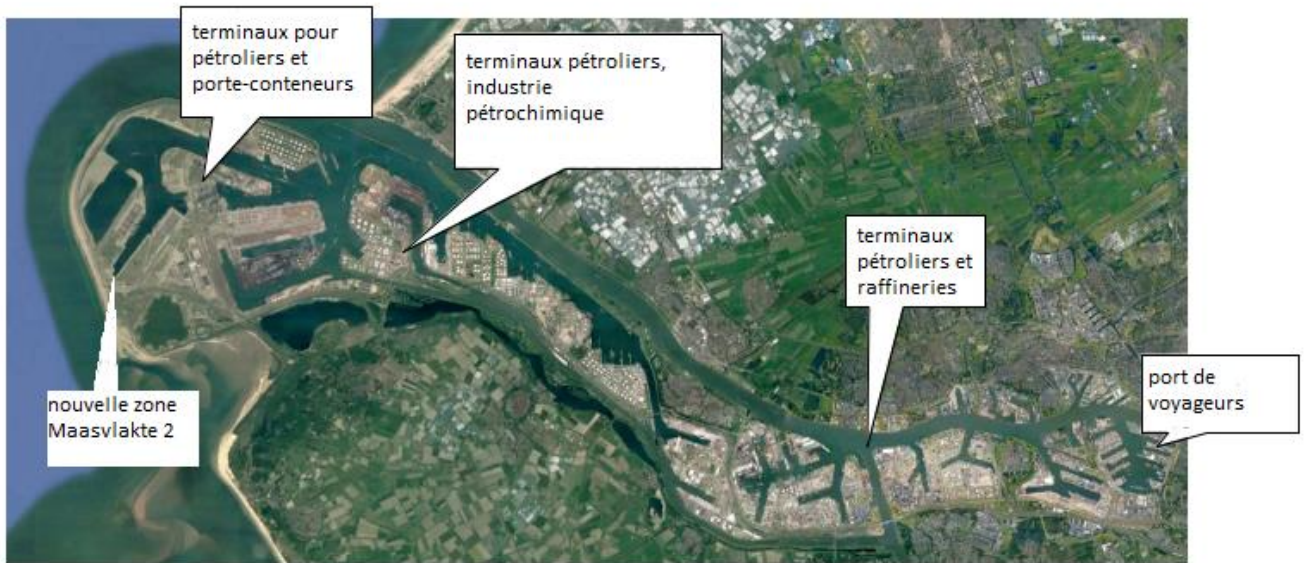 terminaux pour
pétroliers et
porte-conteneurs
terminaux pétroliers,
industrie
pétrochimique
terminaux
pétroliers et
raffineries
port de
voyageurs
nouvelle zone
Maasvlakte 2